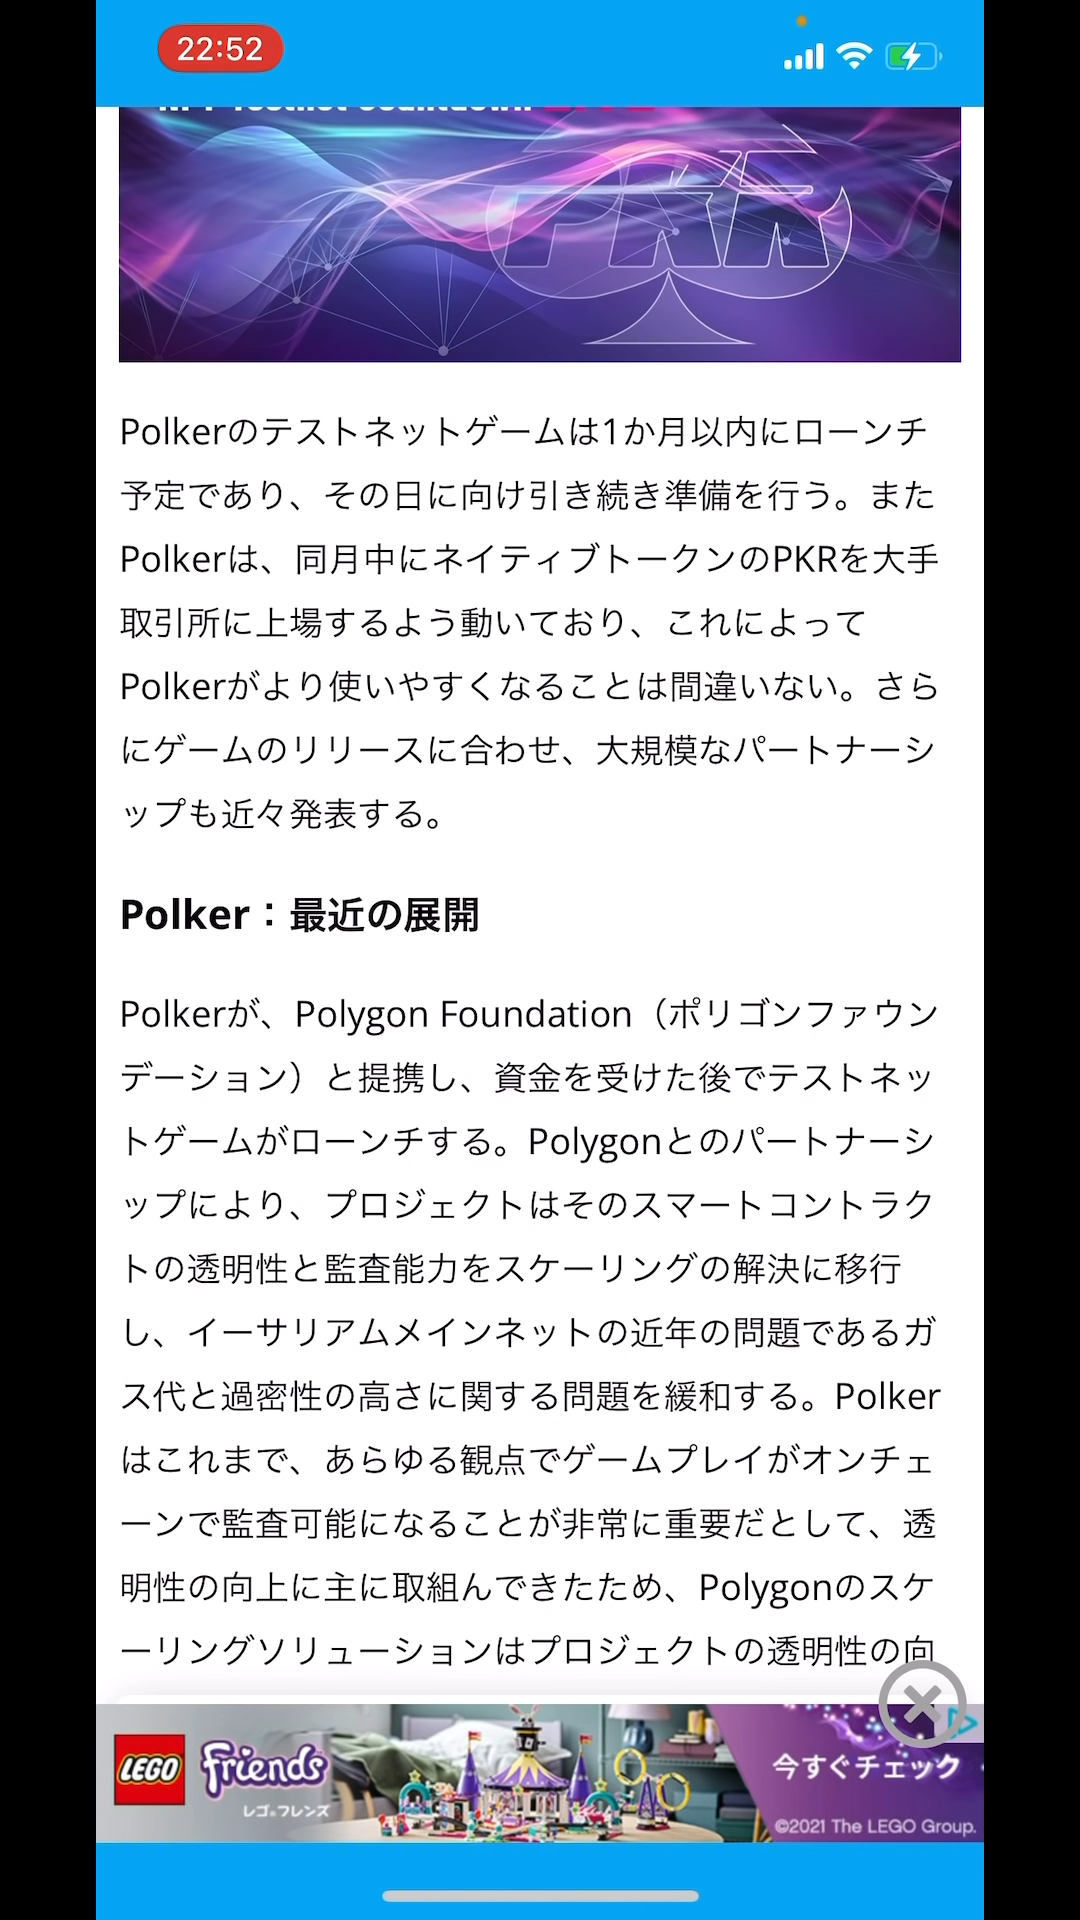 22:52
NFT Testnet Countdown LIVE
PKR
Polkerのテストネットゲームは1か月以内にローンチ
予定であり、その日に向け引き続き準備を行う。また
Polkerは、同月中にネイティブトークンのPKRを大手
取引所に上場するよう動いており、これによって
Polkerがより使いやすくなることは間違いない。さら
にゲームのリリースに合わせ、大規模なパートナーシ
ップも近々発表する。
Polker：最近の展開
Polkerが、Polygon Foundation（ポリゴンファウン
デーション）と提携し、資金を受けた後でテストネッ
トゲームがローンチする。Polygonとのパートナーシ
ップにより、プロジェクトはそのスマートコントラク
トの透明性と監査能力をスケーリングの解決に移行
し、イーサリアムメインネットの近年の問題であるガ
ス代と過密性の高さに関する問題を緩和する。Polker
はこれまで、あらゆる観点でゲームプレイがオンチェ
ーンで監査可能になることが非常に重要だとして、透
明性の向上に主に取組んできたため、Polygonのスケ
ーリングソリューションはプロジェクトの透明性の向
LEGO Friends
レゴ®フレンズ
今すぐチェック
©2021 The LEGO Group.